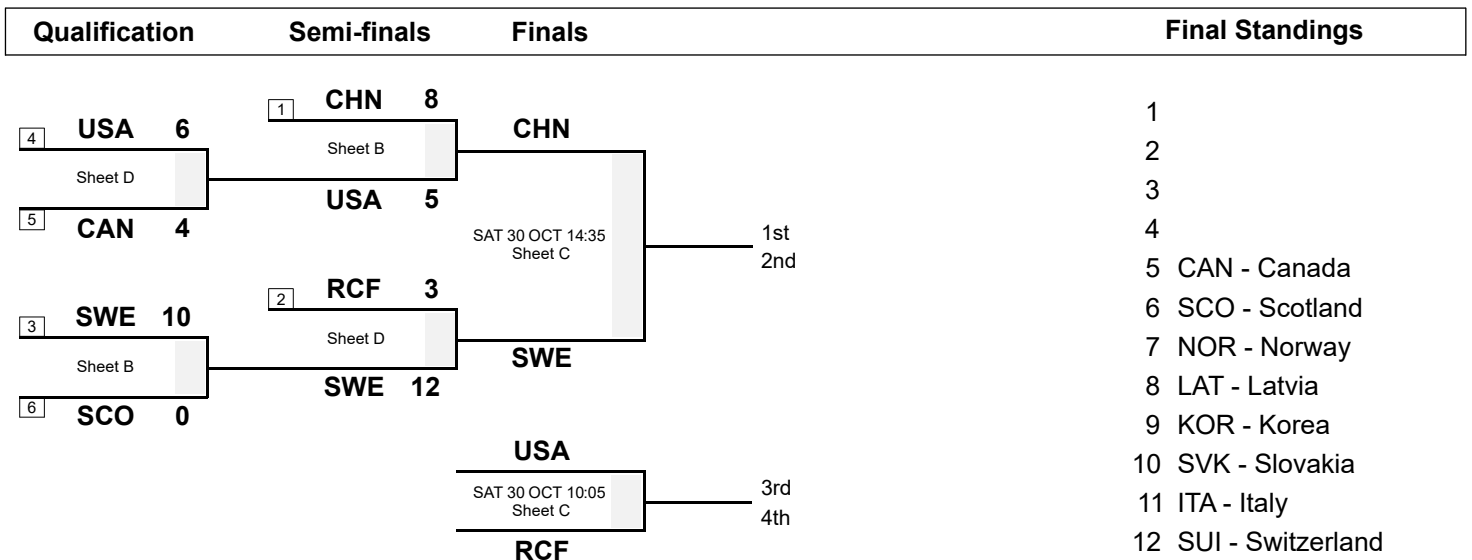 Qualification Semi-finals Finals Final Standings
1 CHN 8
4 USA 6
Sheet B
CHN
Sheet D
USA 5
5 CAN 4
SAT 30 OCT 14:35
Sheet C
1st
2nd
2 RCF 3
3 SWE 10
Sheet D
SWE
Sheet B
SWE 12
6 SCO 0
USA
SAT 30 OCT 10:05
Sheet C
3rd
4th
RCF
1
2
3
4
5 CAN - Canada
6 SCO - Scotland
7 NOR - Norway
8 LAT - Latvia
9 KOR - Korea
10 SVK - Slovakia
11 ITA - Italy
12 SUI - Switzerland